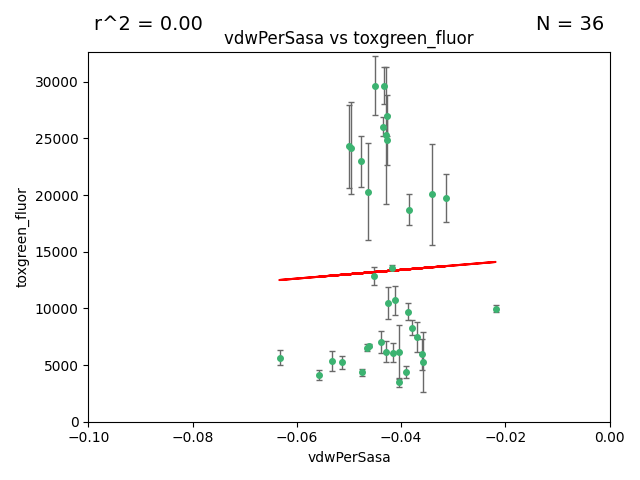 r^2 = 0.00
N = 36
vdwPerSasa vs toxgreen_fluor
30000
25000
20000
15000
10000
5000
0
toxgreen_fluor
−0.10
−0.08
−0.06
−0.04
−0.02
0.00
vdwPerSasa